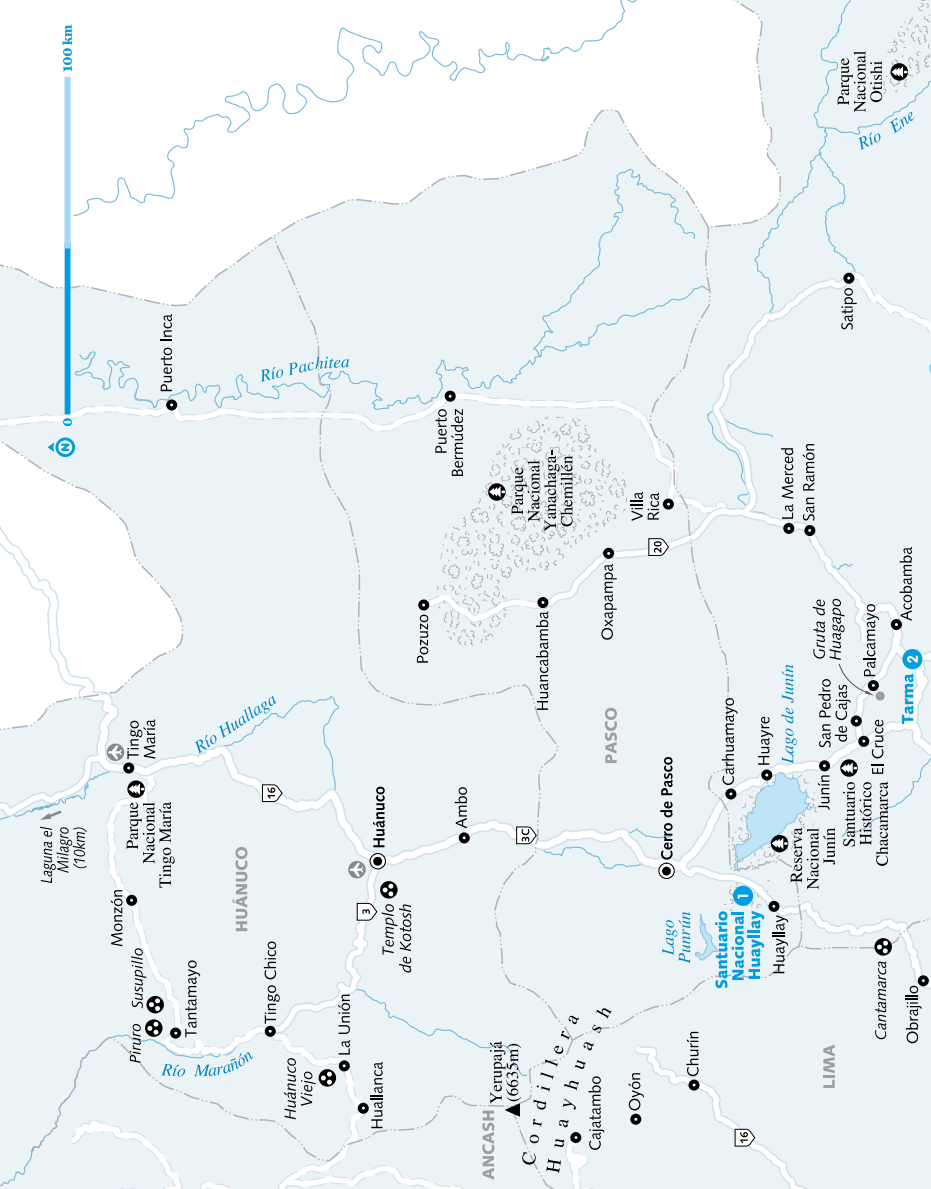 0
100 km
N
Laguna el
Milagro
(10km)
Tingo
María
Parque
Nacional
Tingo María
Monzón
Piruro
Susupillo
Tantamayo
Río Marañón
Río Huallaga
Puerto Inca
Río Pachitea
HUÁNUCO
16
Tingo Chico
Huánuco
Viejo
La Unión
Huallanca
3
Huánuco
Templo
de Kotosh
Ambo
3C
Puerto
Bermúdez
Parque
Nacional
Yanachaga-
Chemillén
Pozuzo
Huancabamba
Oxapampa
Villa
Rica
20
PASCO
ANCASH
Yerupajá
(6635m)
Cordillera
Huayhuash
Cajatambo
Oyón
Churín
16
LIMA
Cerro de Pasco
Lago
Punrún
Santuario
Nacional
Huayllay
1
Huayllay
Carhuamayo
Huayre
Lago de Junín
Reserva
Nacional
Junín
Junín
San Pedro
de Cajas
Santuario
Histórico
Chacamarca
El Cruce
Gruta de
Huagapo
Palcamayo
Acobamba
Tarma
2
La Merced
San Ramón
Satipo
Río Ene
Parque
Nacional
Otishi
Cantamarca
Obrajillo